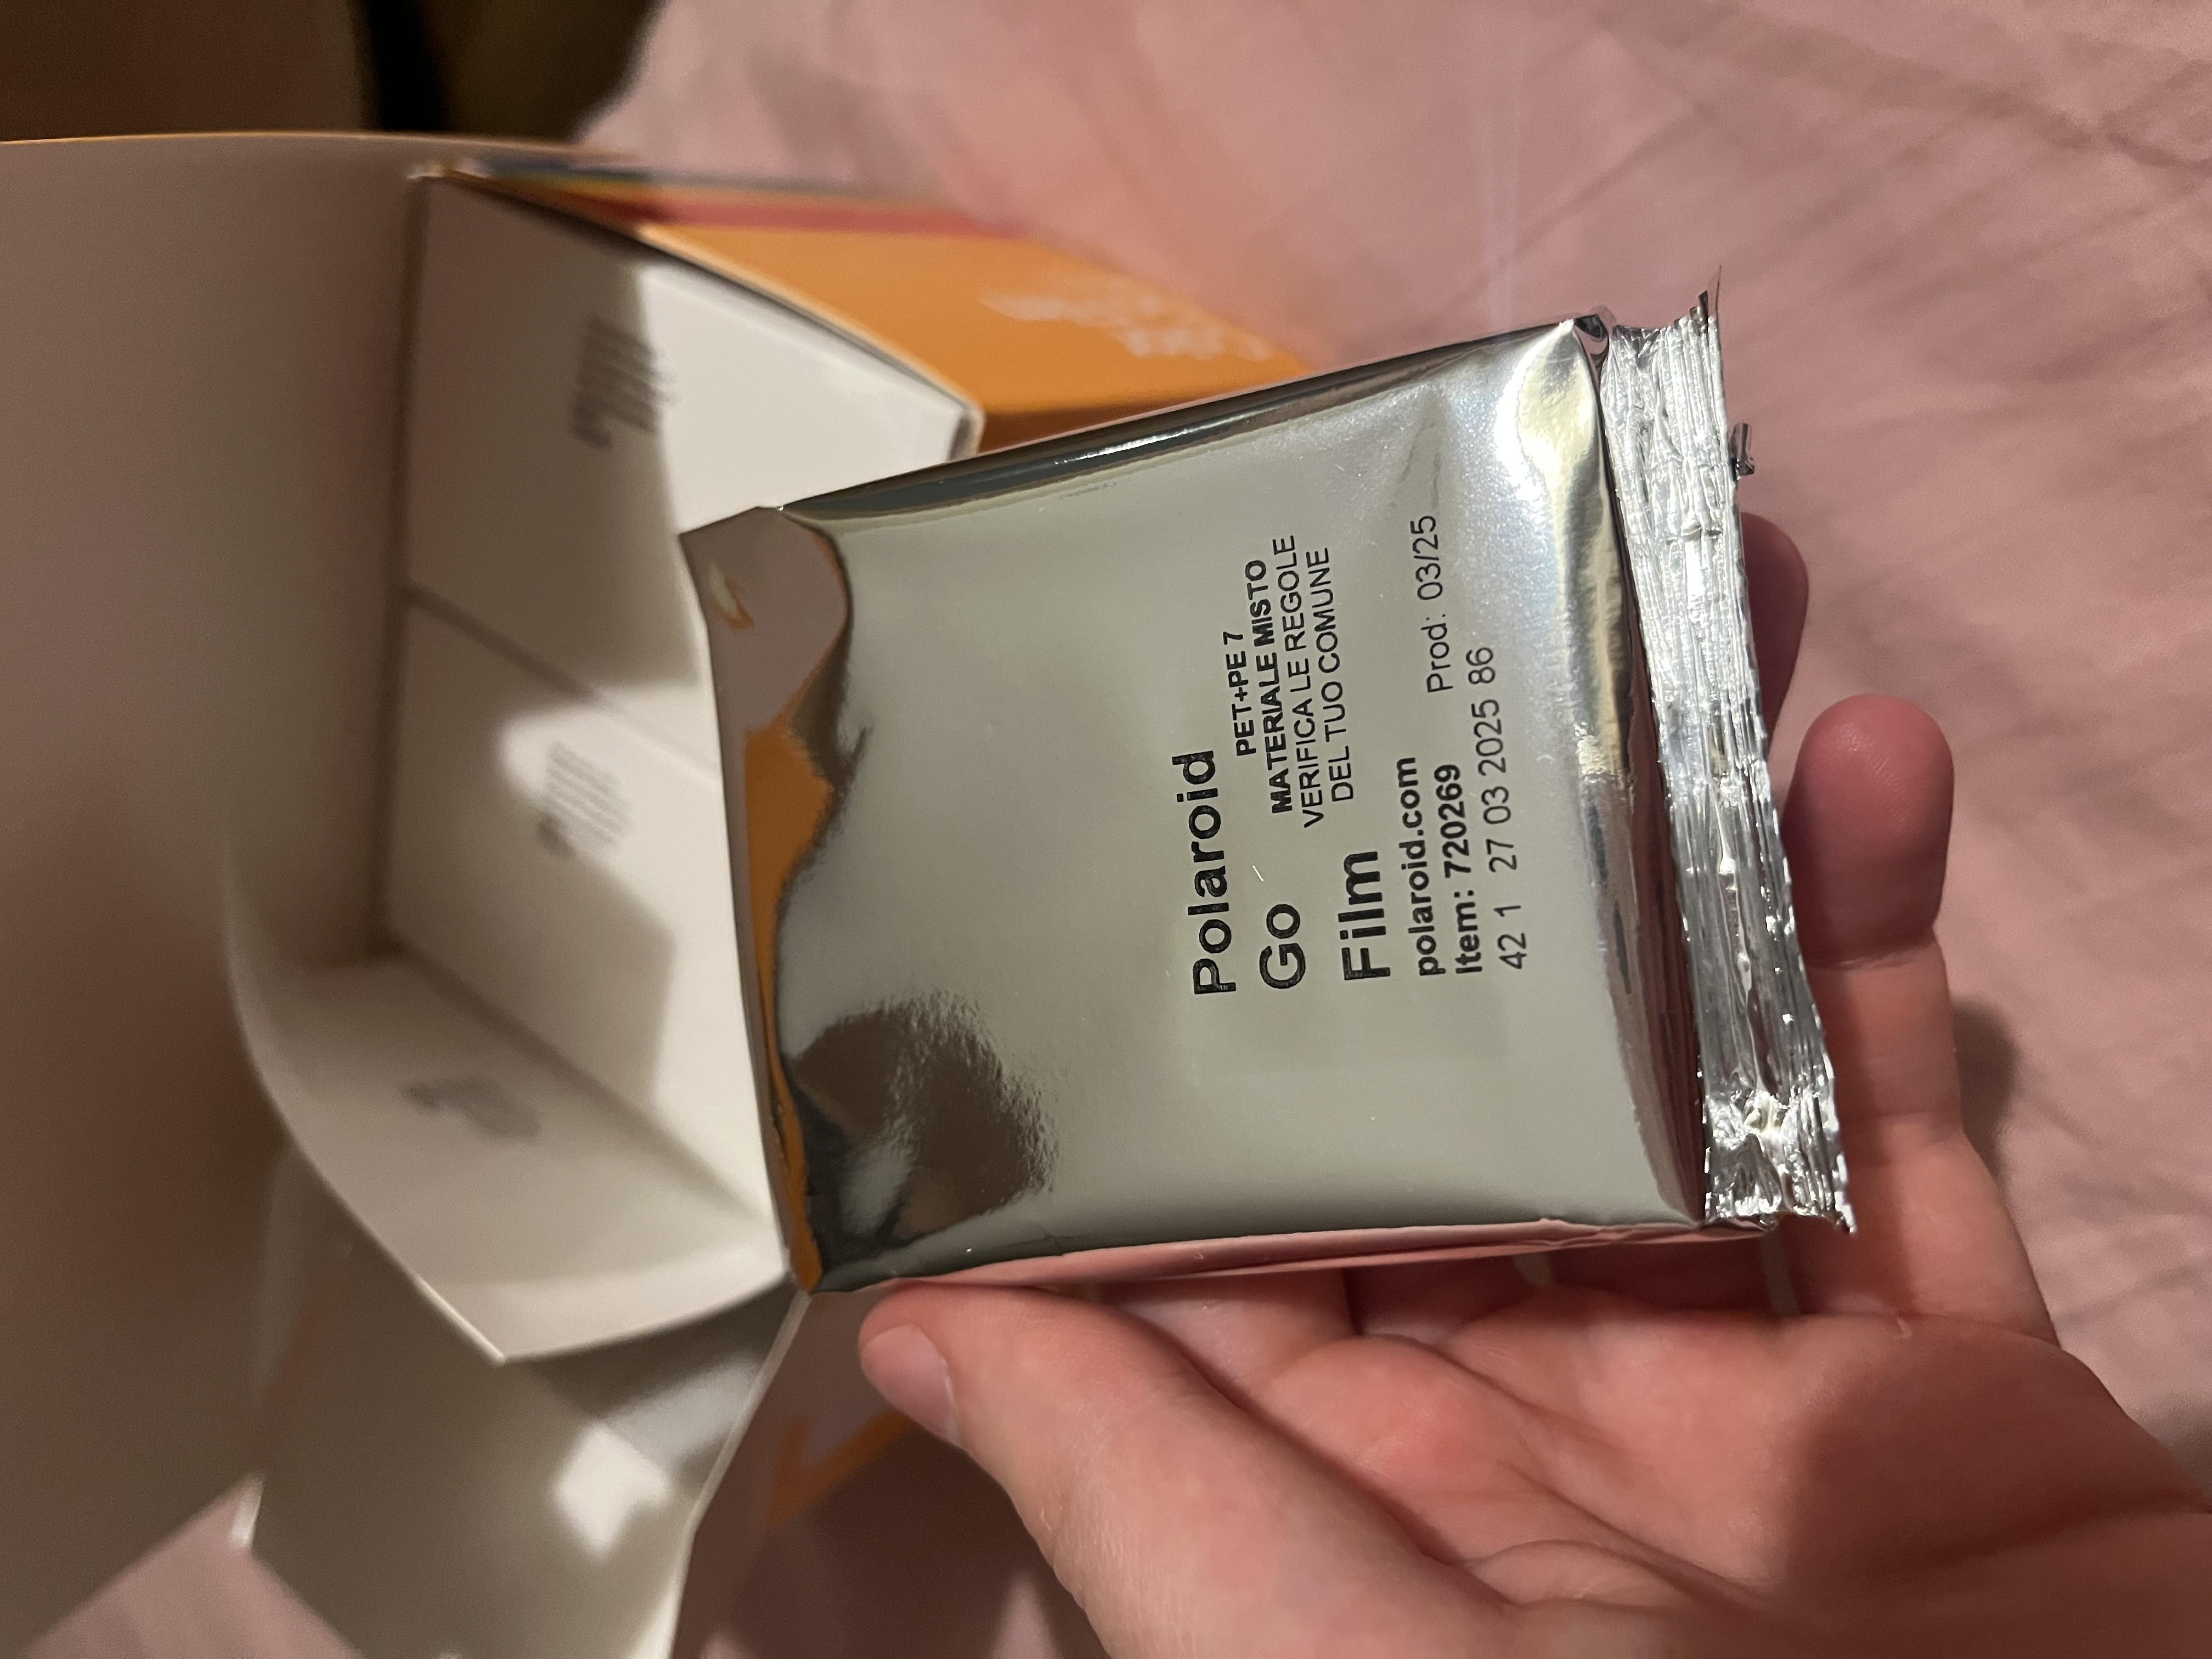 Polaroid
Go
Film
PET+PE 7
MATERIALE MISTO
VERIFICA LE REGOLE
DEL TUO COMUNE
polaroid.com
Item: 720269
Prod: 03/25
42 1 27 03 2025 86